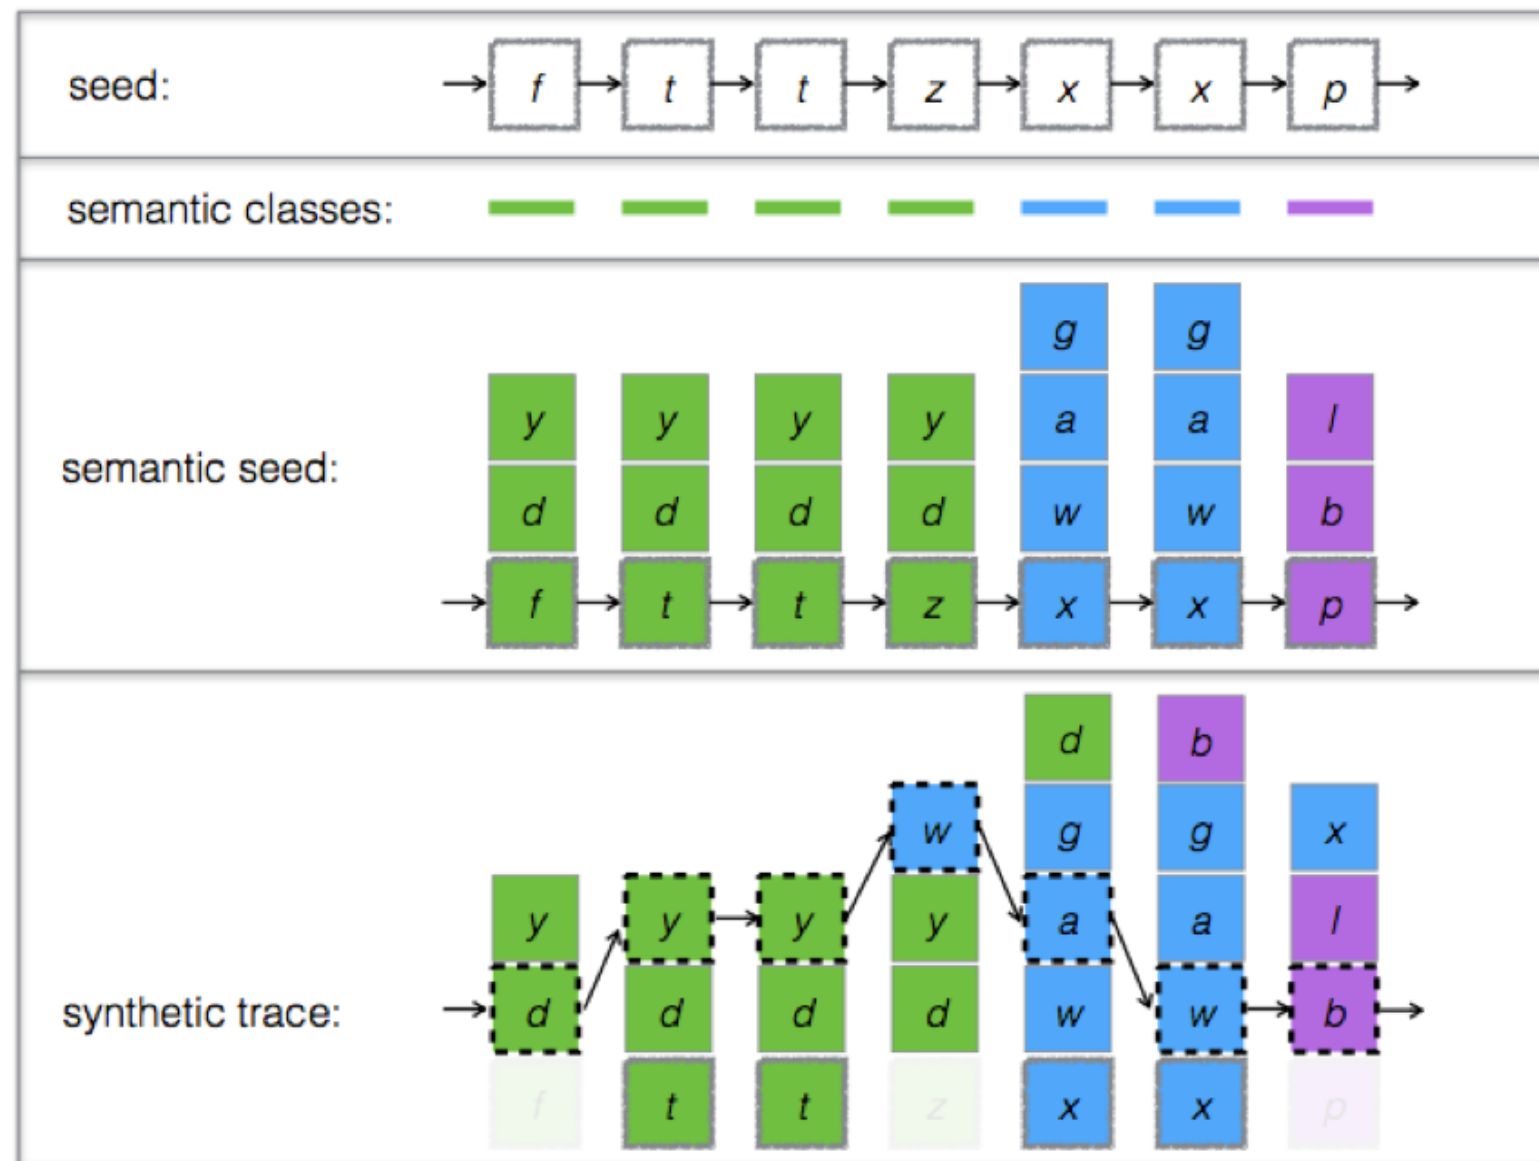 seed: f t t z x x p
semantic classes:
g g
y y y y a a l
semantic seed:
d d d d w w b
f t t z x x p
d b
w g g x
y y y y a a l
synthetic trace: d d d d w w b
f t t z x x p